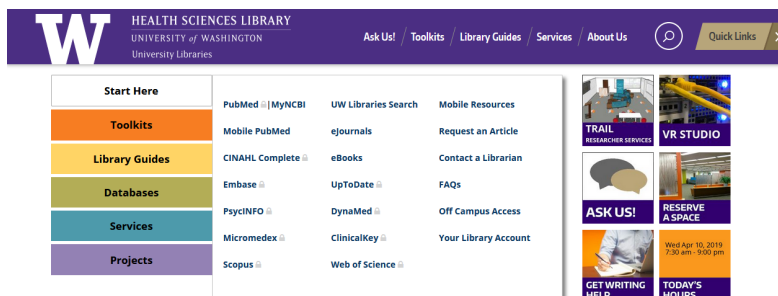 W
HEALTH SCIENCES LIBRARY
UNIVERSITY of WASHINGTON
University Libraries
Ask Us! / Toolkits / Library Guides / Services / About Us
Quick Links
Start Here
Toolkits
Library Guides
Databases
Services
Projects
PubMed |MyNCBI
Mobile PubMed
CINAHL Complete
Embase
PsycINFO
Micromedex
Scopus
UW Libraries Search
eJournals
eBooks
UpToDate
DynaMed
ClinicalKey
Web of Science
Mobile Resources
Request an Article
Contact a Librarian
FAQs
Off Campus Access
Your Library Account
TRAIL
RESEARCHER SERVICES
VR STUDIO
ASK US!
RESERVE
A SPACE
GET WRITING
HELP
Wed Apr 10, 2019
7:30 am - 9:00 pm
TODAY'S
HOURS